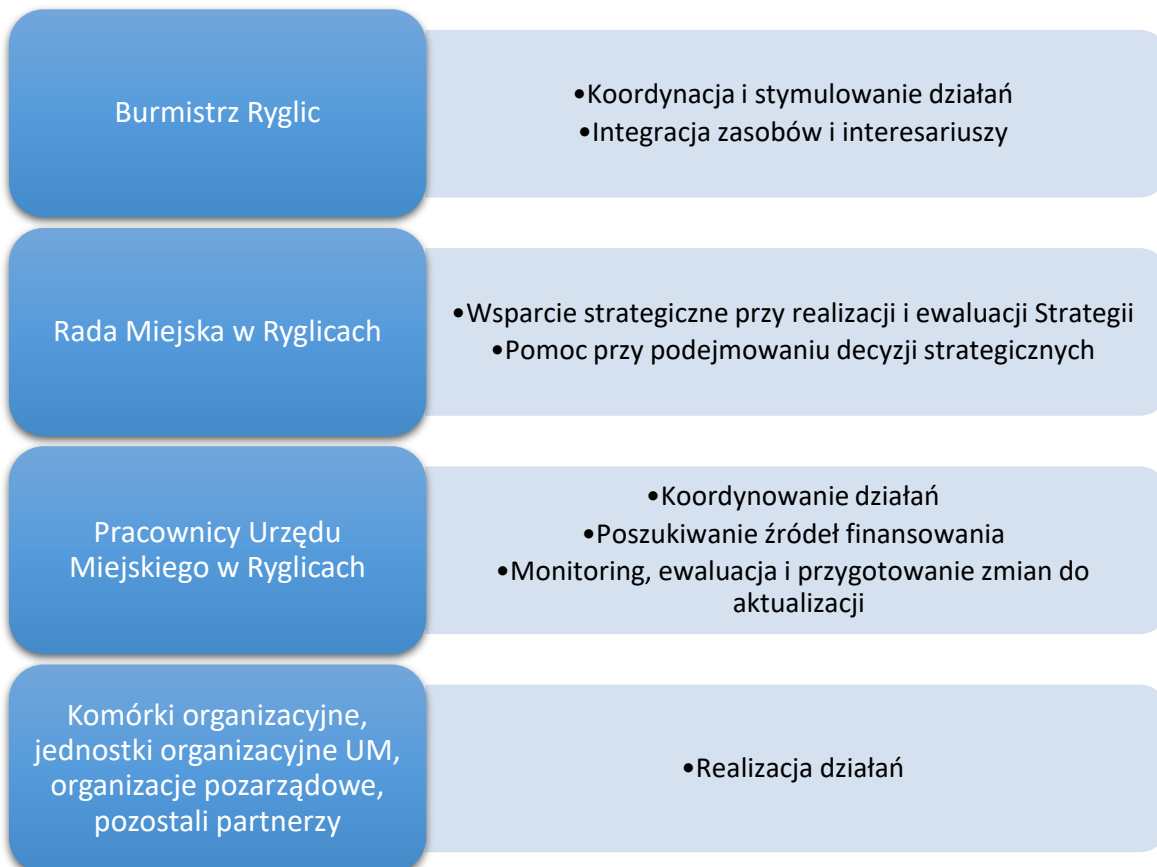 Burmistrz Ryglic
•Koordynacja i stymulowanie działań
•Integracja zasobów i interesariuszy
Rada Miejska w Ryglicach
•Wsparcie strategiczne przy realizacji i ewaluacji Strategii
•Pomoc przy podejmowaniu decyzji strategicznych
Pracownicy Urzędu
Miejskiego w Ryglicach
•Koordynowanie działań
•Poszukiwanie źródeł finansowania
•Monitoring, ewaluacja i przygotowanie zmian do
aktualizacji
Komórki organizacyjne,
jednostki organizacyjne UM,
organizacje pozarządowe,
pozostali partnerzy
•Realizacja działań